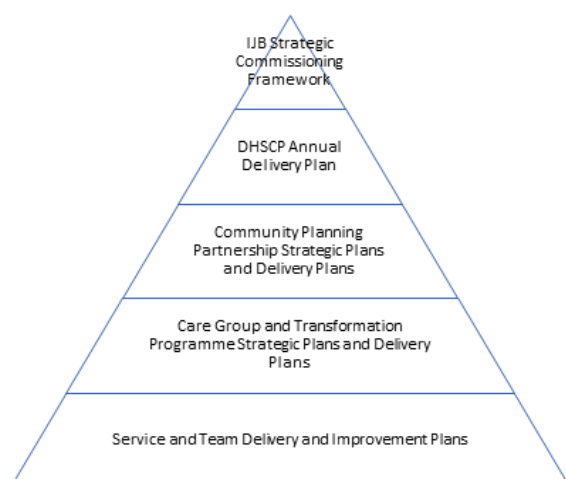 IJB Strategic
Commissioning
Framework
DHSCP Annual
Delivery Plan
Community Planning
Partnership Strategic Plans
and Delivery Plans
Care Group and Transformation
Programme Strategic Plans and Delivery
Plans
Service and Team Delivery and Improvement Plans